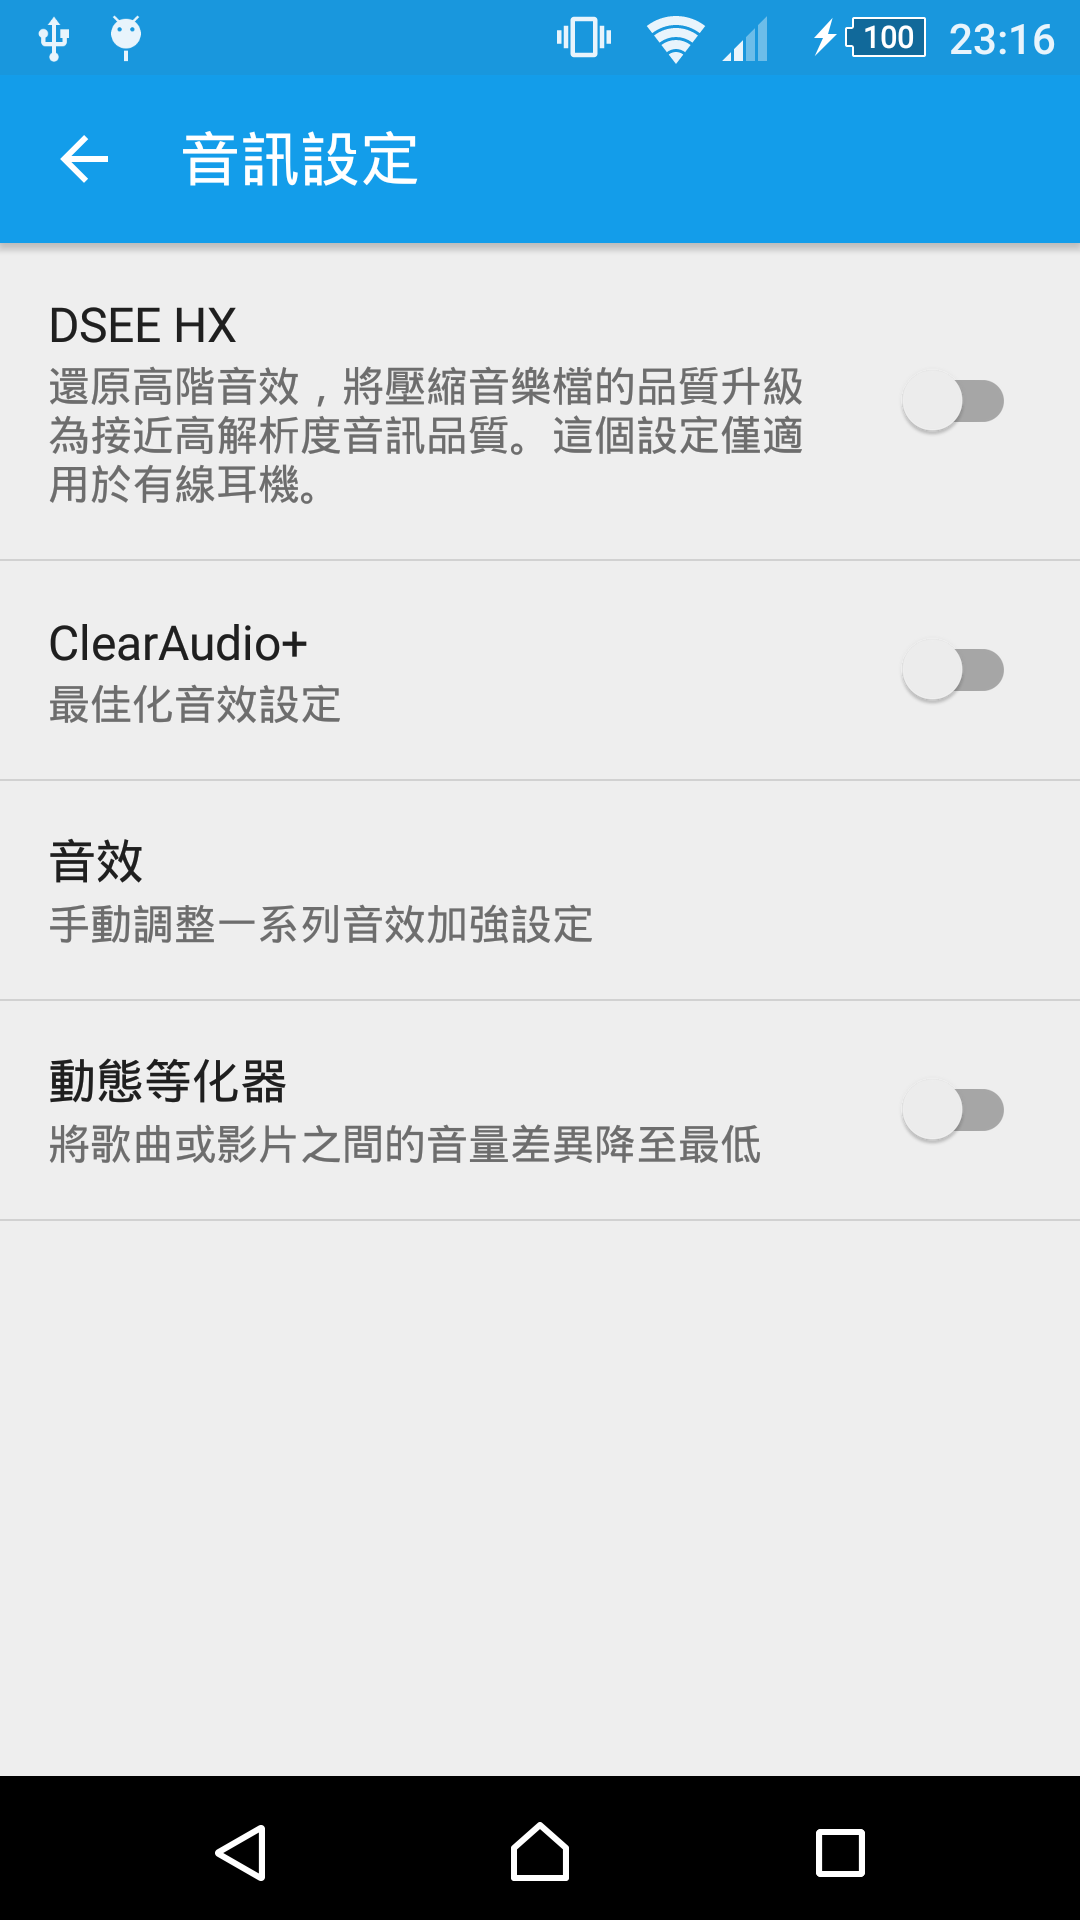 100 23:16
音訊設定
DSEE HX
還原高階音效，將壓縮音樂檔的品質升級
為接近高解析度音訊品質。這個設定僅適
用於有線耳機。
ClearAudio+
最佳化音效設定
音效
手動調整一系列音效加強設定
動態等化器
將歌曲或影片之間的音量差異降至最低